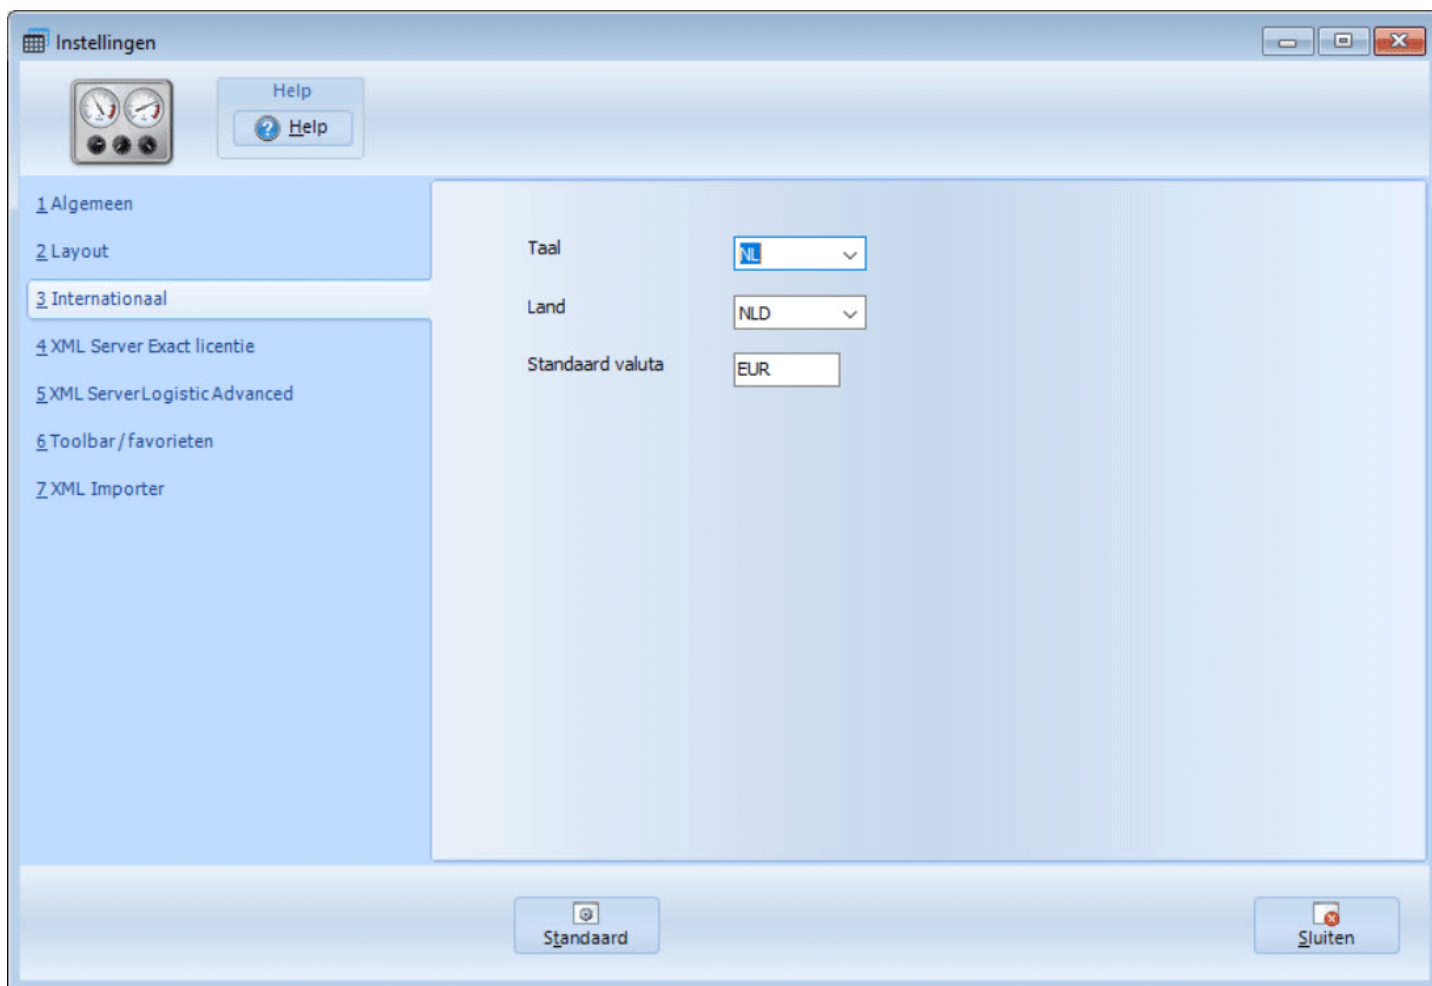 Instellingen
Help
Help
1 Algemeen
2 Layout
3 Internationaal
4 XML Server Exact licentie
5 XML Server Logistic Advanced
6 Toolbar / favorieten
7 XML Importer
Taal NL
Land NLD
Standaard valuta EUR
Standaard
Sluiten